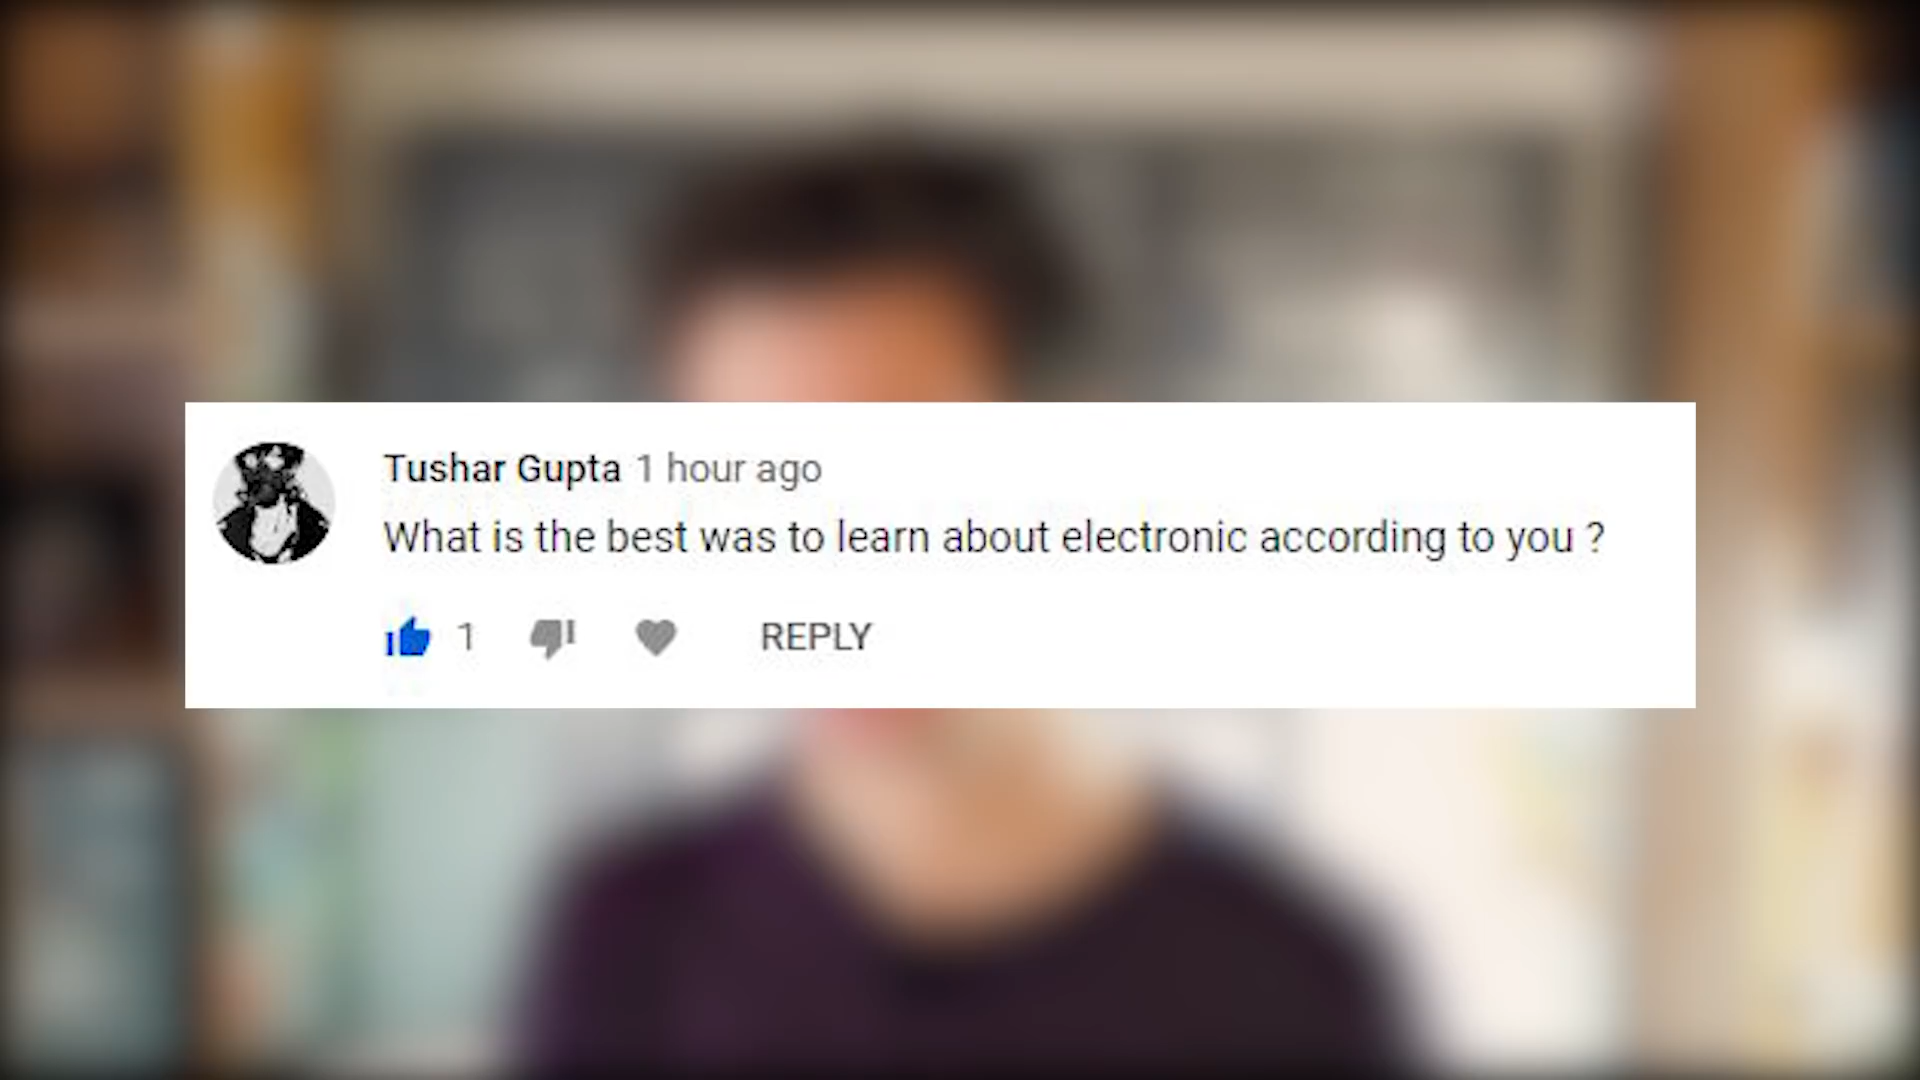 Tushar Gupta 1 hour ago
What is the best was to learn about electronic according to you ?
1 REPLY